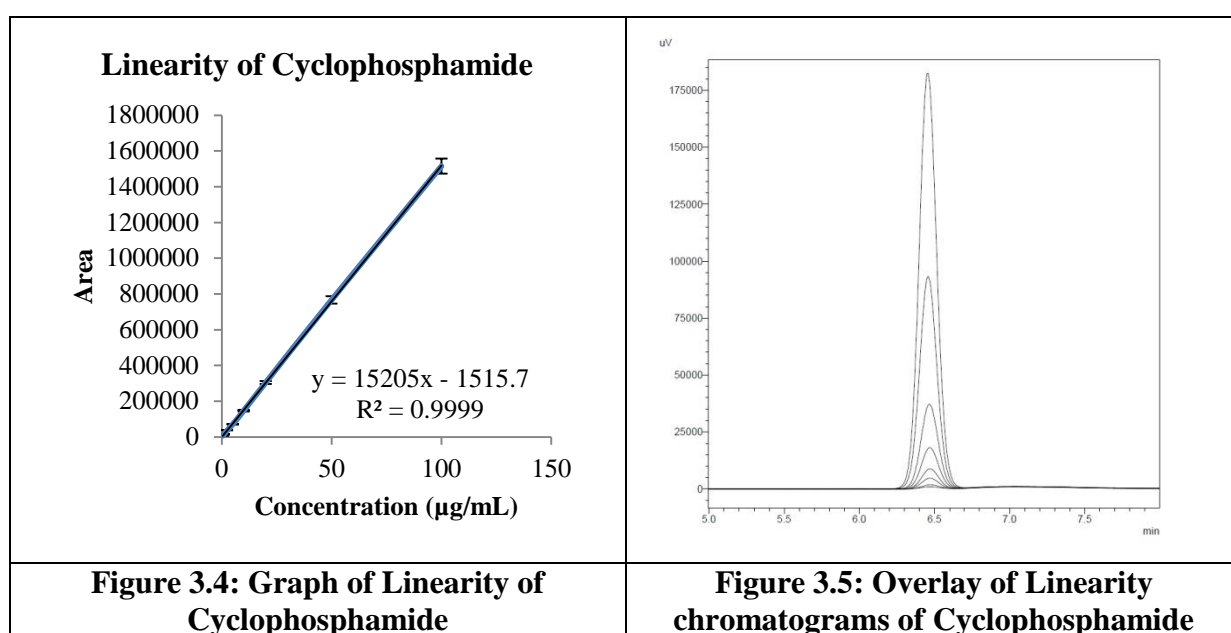 Linearity of Cyclophosphamide
1800000
1600000
1400000
1200000
1000000
800000
600000
400000
200000
0
Area
y = 15205x - 1515.7
R² = 0.9999
0 50 100 150
Concentration (µg/mL)
uV
175000
150000
125000
100000
75000
50000
25000
0
5.0 5.5 6.0 6.5 7.0 7.5
min
Figure 3.4: Graph of Linearity of
Cyclophosphamide
Figure 3.5: Overlay of Linearity
chromatograms of Cyclophosphamide